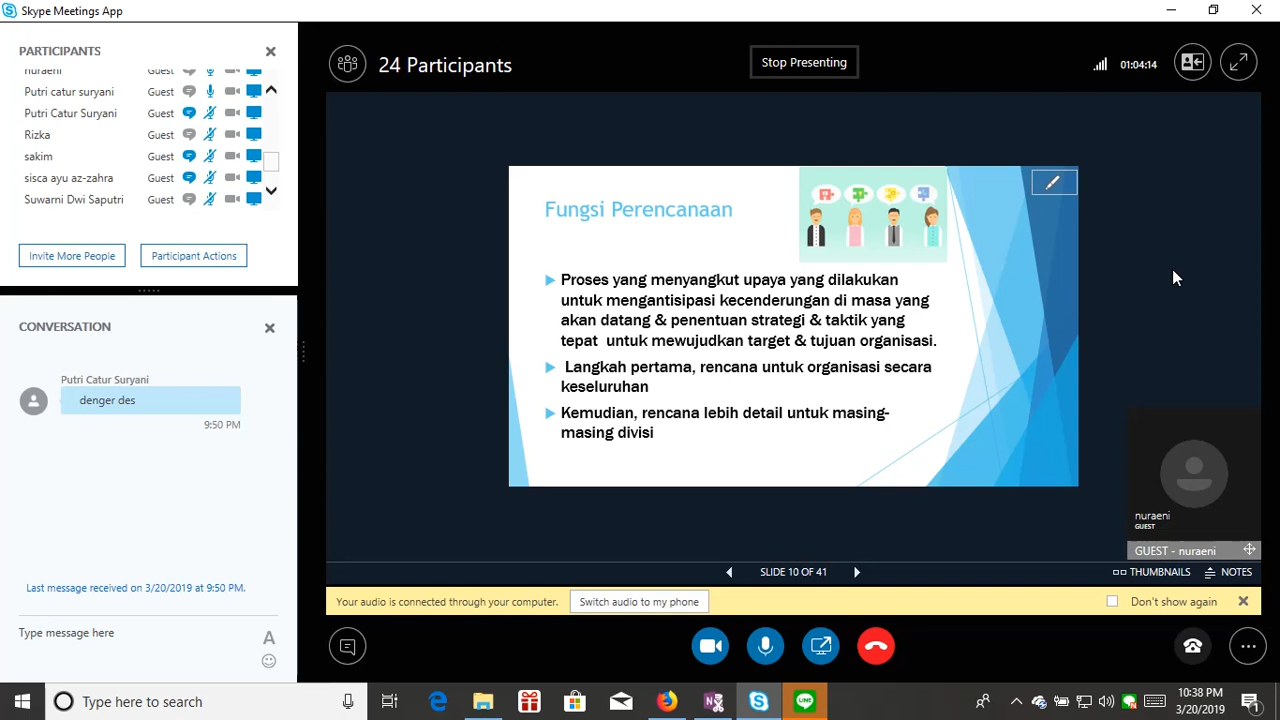 Skype Meetings App
PARTICIPANTS
nuraeni Guest
Putri catur suryani Guest
Putri Catur Suryani Guest
Rizka Guest
sakim Guest
sisca ayu az-zahra Guest
Suwarni Dwi Saputri Guest
Invite More People
Participant Actions
CONVERSATION
Putri Catur Suryani
denger des
9:50 PM
Last message received on 3/20/2019 at 9:50 PM.
Type message here
A
24 Participants
Stop Presenting
01:04:14
Fungsi Perencanaan
Proses yang menyangkut upaya yang dilakukan
untuk mengantisipasi kecenderungan di masa yang
akan datang & penentuan strategi & taktik yang
tepat untuk mewujudkan target & tujuan organisasi.
Langkah pertama, rencana untuk organisasi secara
keseluruhan
Kemudian, rencana lebih detail untuk masing-
masing divisi
nuraeni
GUEST
GUEST - nuraeni
SLIDE 10 OF 41
THUMBNAILS
NOTES
Your audio is connected through your computer.
Switch audio to my phone
Don't show again
Type here to search
LINE
10:38 PM
3/20/2019
1